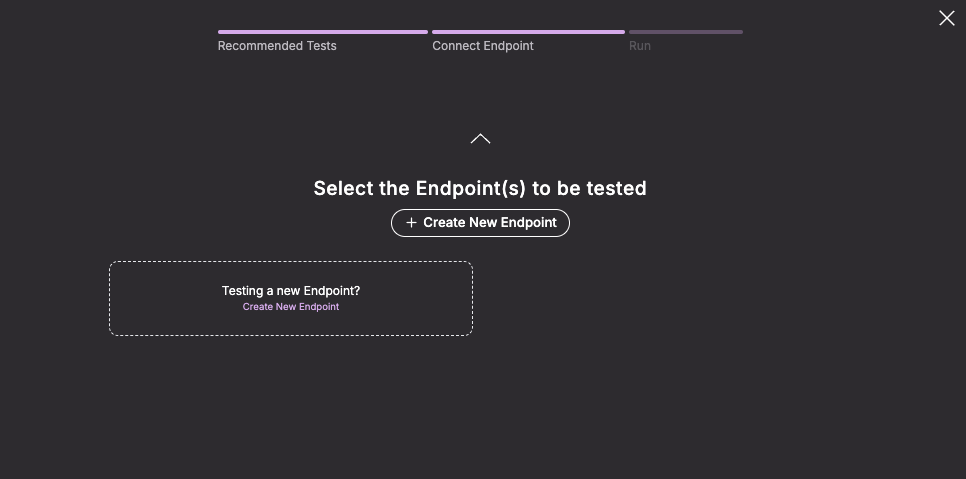 Recommended Tests
Connect Endpoint
Run
Select the Endpoint(s) to be tested
+ Create New Endpoint
Testing a new Endpoint?
Create New Endpoint